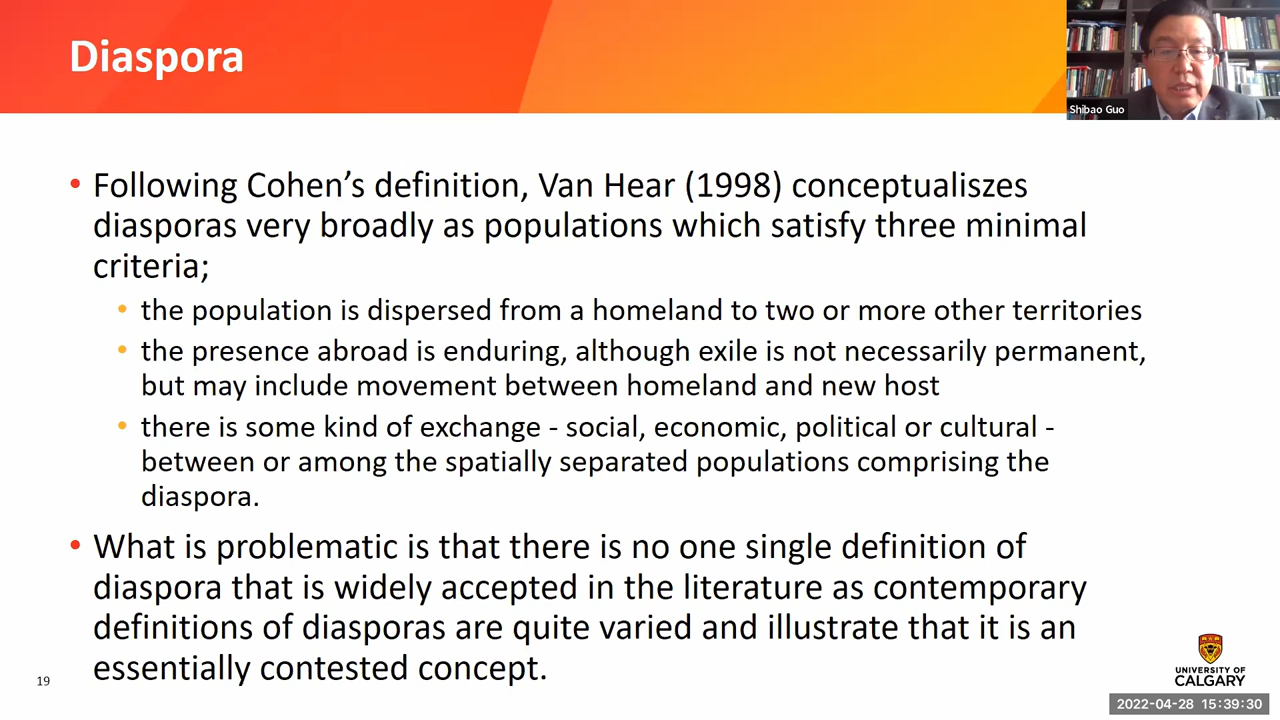 Diaspora
Shibao Guo
• Following Cohen's definition, Van Hear (1998) conceptualiszes
diasporas very broadly as populations which satisfy three minimal
criteria;
• the population is dispersed from a homeland to two or more other territories
• the presence abroad is enduring, although exile is not necessarily permanent,
but may include movement between homeland and new host
• there is some kind of exchange - social, economic, political or cultural -
between or among the spatially separated populations comprising the
diaspora.
• What is problematic is that there is no one single definition of
diaspora that is widely accepted in the literature as contemporary
definitions of diasporas are quite varied and illustrate that it is an
essentially contested concept.
19
UNIVERSITY OF
CALGARY
2022-04-28 15:39:30